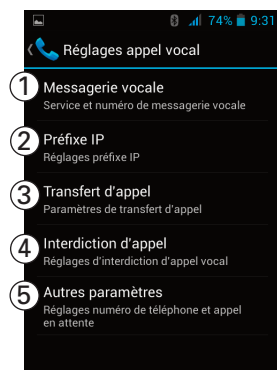 74% 9:31
Réglages appel vocal
1 Messagerie vocale
Service et numéro de messagerie vocale
2 Préfixe IP
Réglages préfixe IP
3 Transfert d'appel
Paramètres de transfert d'appel
4 Interdiction d'appel
Réglages d'interdiction d'appel vocal
5 Autres paramètres
Réglages numéro de téléphone et appel
en attente